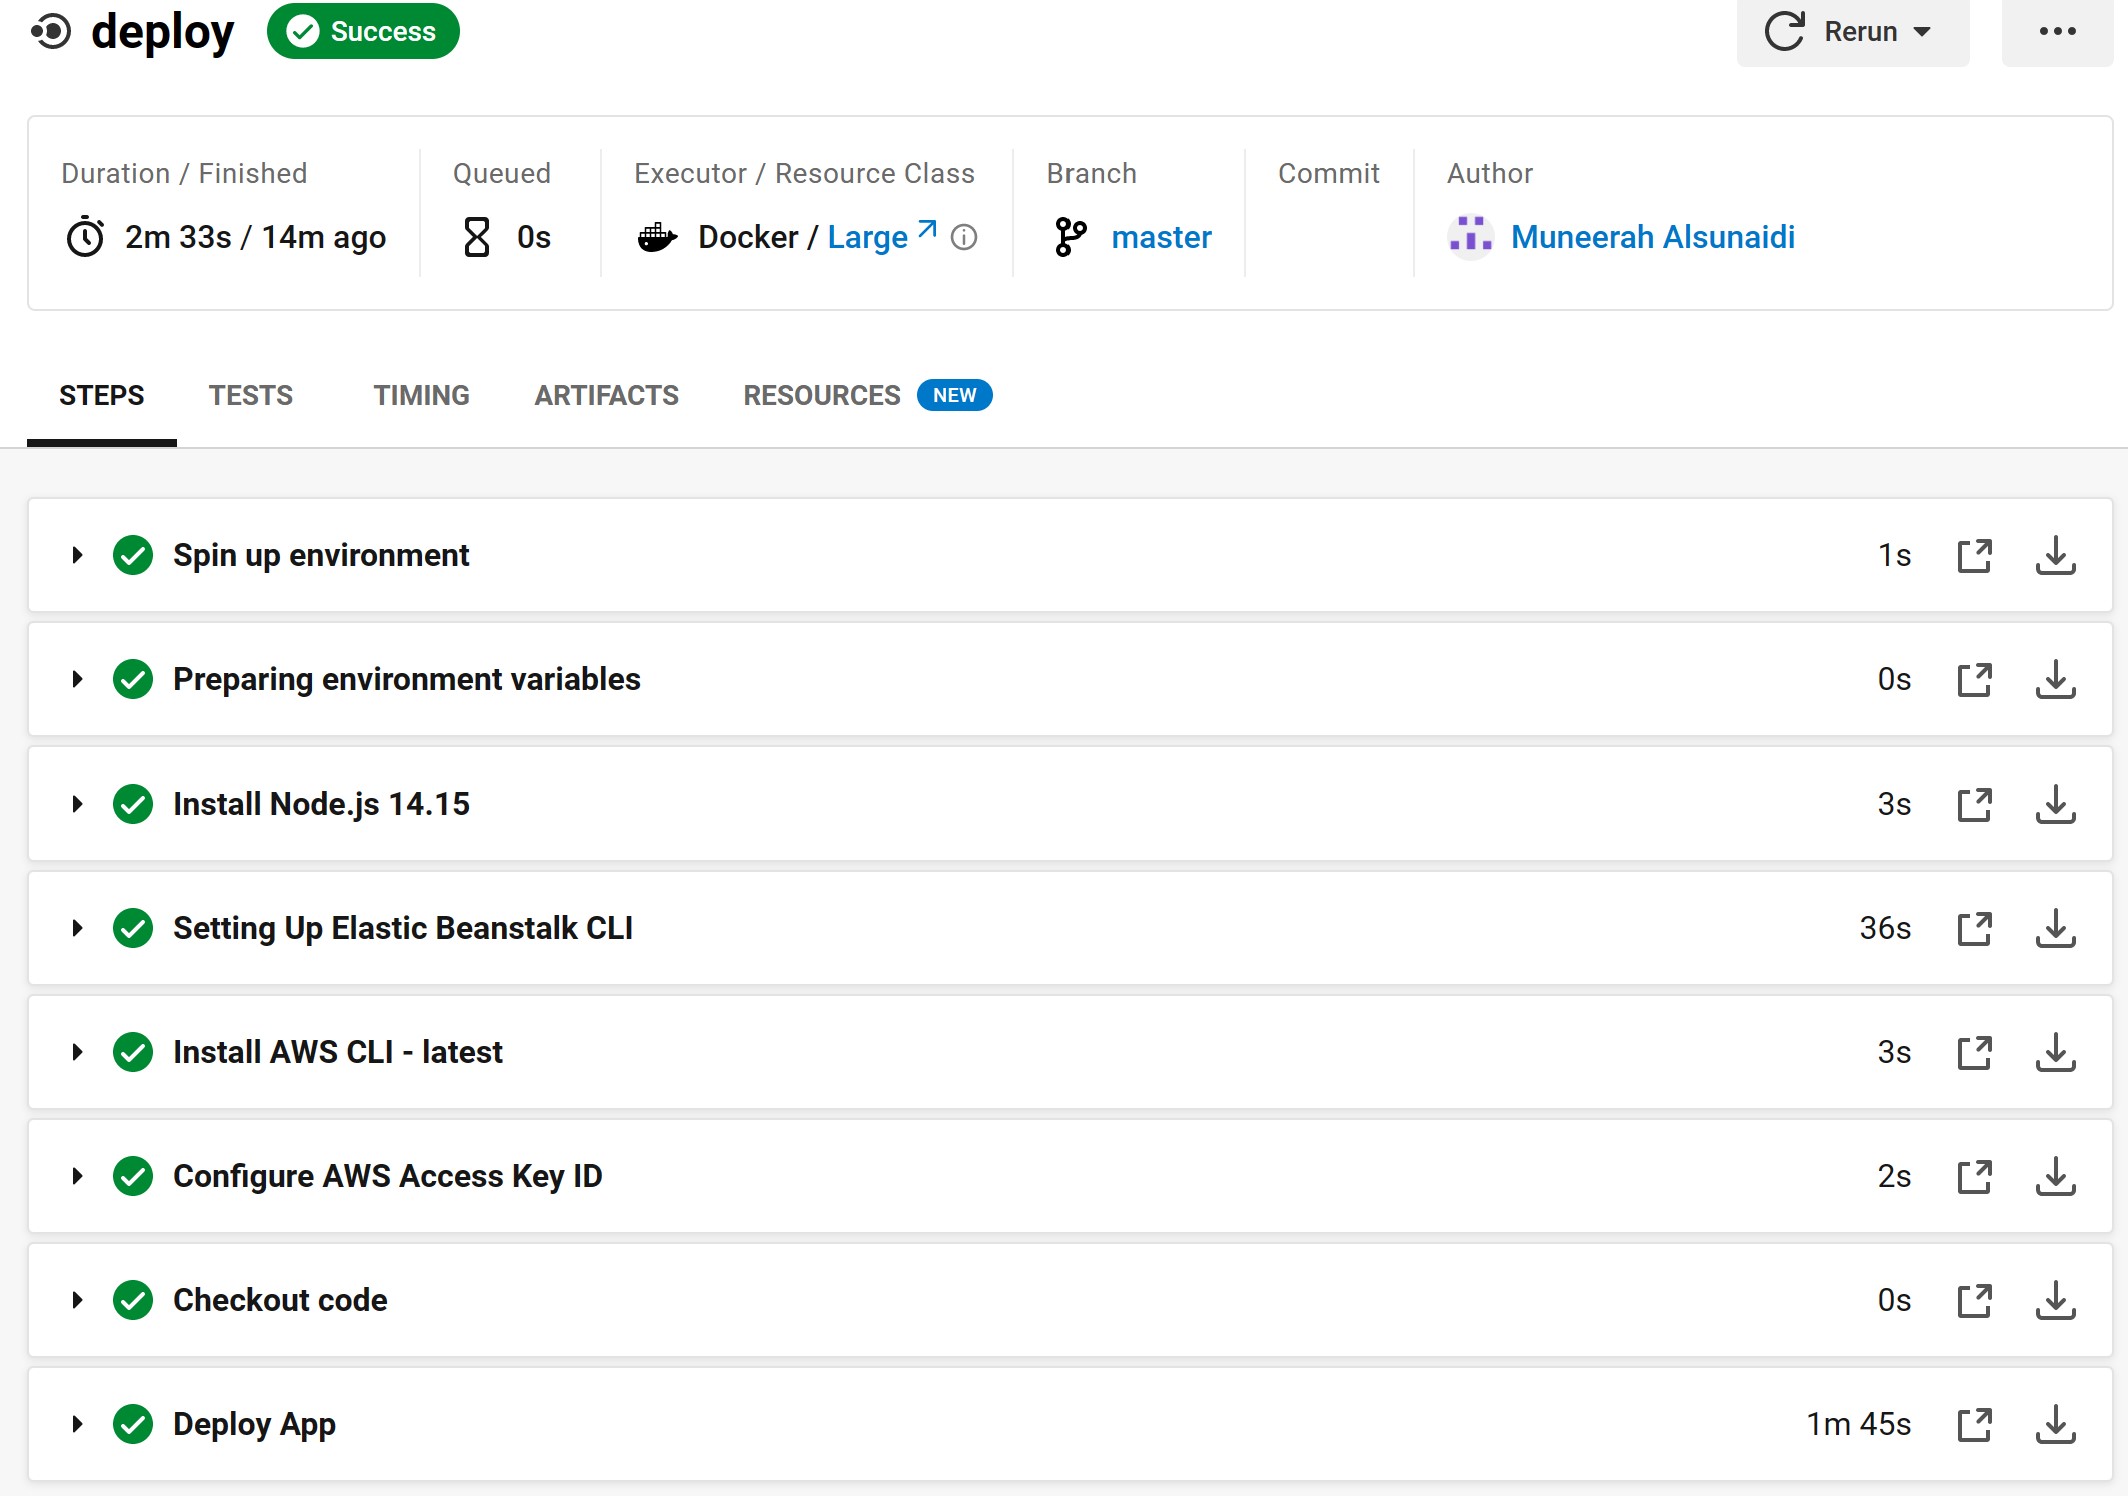 deploy Success Rerun
Duration / Finished Queued Executor / Resource Class Branch Commit Author
2m 33s / 14m ago 0s Docker / Large master Muneerah Alsunaidi
STEPS TESTS TIMING ARTIFACTS RESOURCES NEW
Spin up environment 1s
Preparing environment variables 0s
Install Node.js 14.15 3s
Setting Up Elastic Beanstalk CLI 36s
Install AWS CLI - latest 3s
Configure AWS Access Key ID 2s
Checkout code 0s
Deploy App 1m 45s